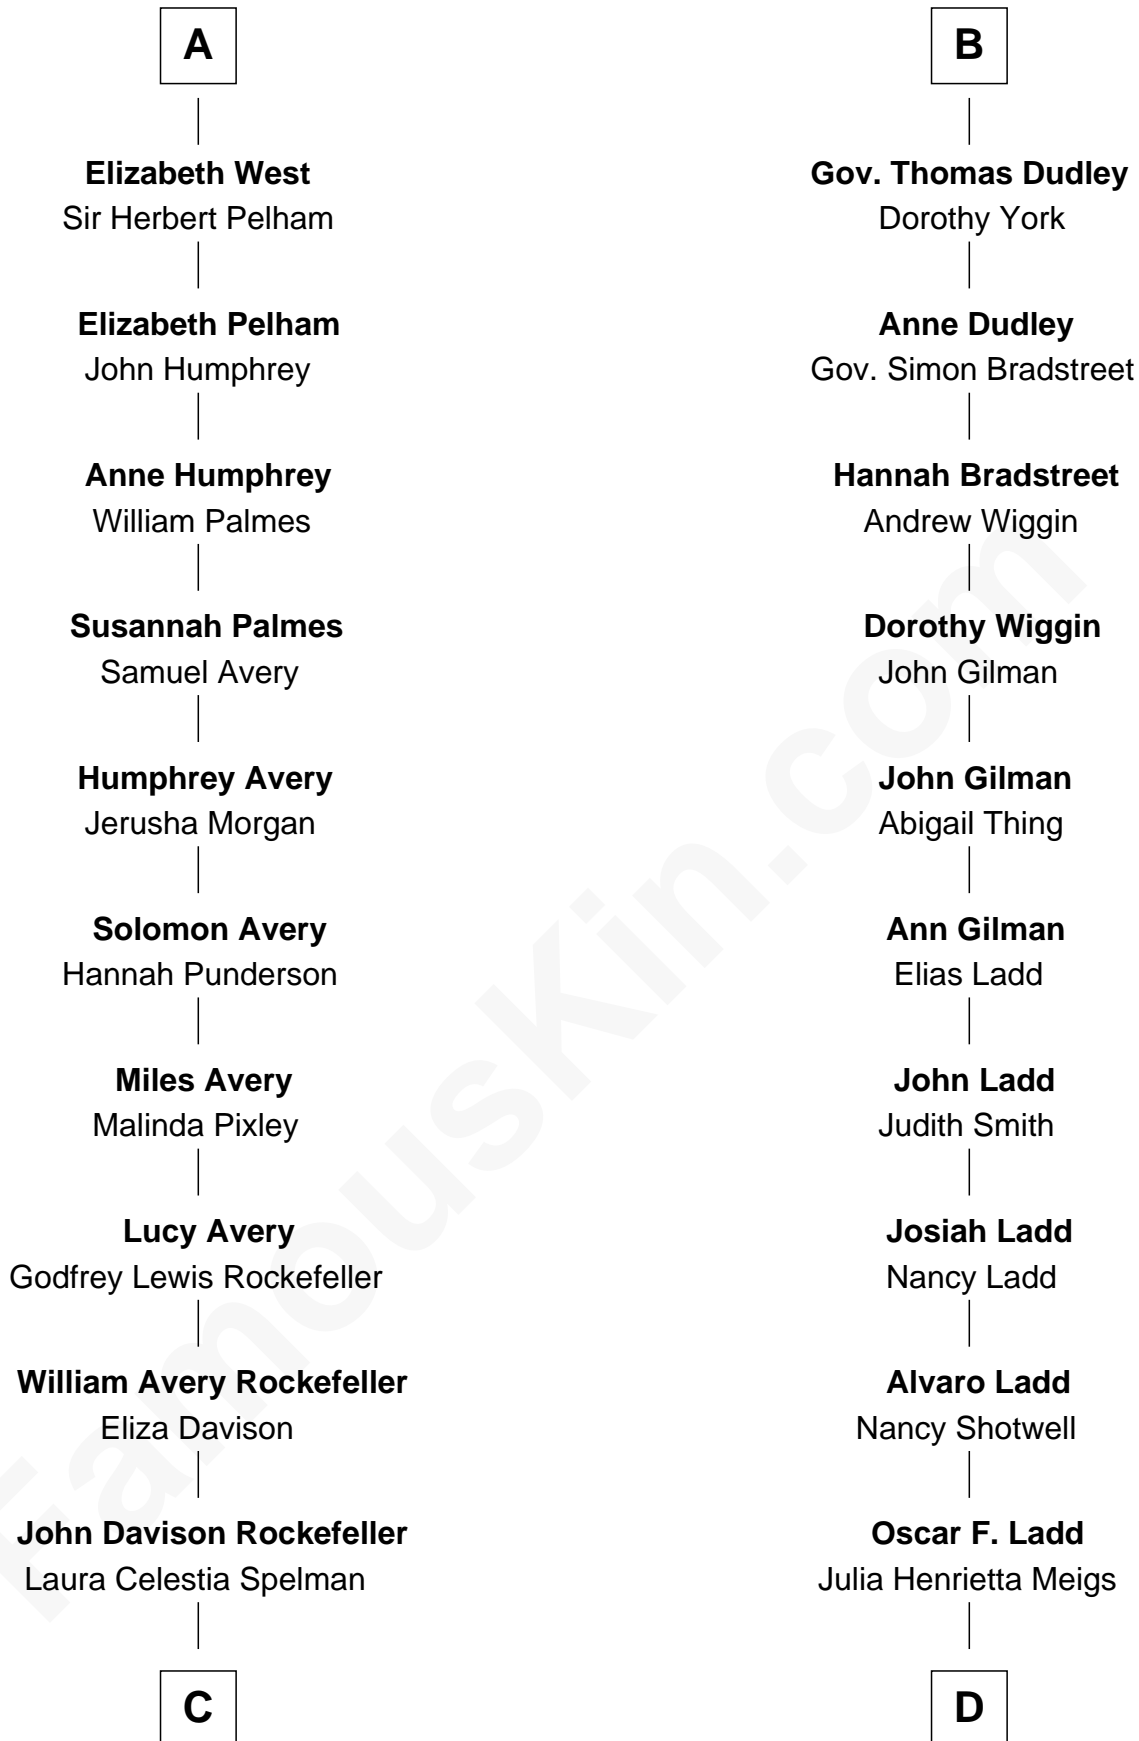 A
Elizabeth West
Sir Herbert Pelham
Elizabeth Pelham
John Humphrey
Anne Humphrey
William Palmes
Susannah Palmes
Samuel Avery
Humphrey Avery
Jerusha Morgan
Solomon Avery
Hannah Punderson
Miles Avery
Malinda Pixley
Lucy Avery
Godfrey Lewis Rockefeller
William Avery Rockefeller
Eliza Davison
John Davison Rockefeller
Laura Celestia Spelman
C
B
Gov. Thomas Dudley
Dorothy York
Anne Dudley
Gov. Simon Bradstreet
Hannah Bradstreet
Andrew Wiggin
Dorothy Wiggin
John Gilman
John Gilman
Abigail Thing
Ann Gilman
Elias Ladd
John Ladd
Judith Smith
Josiah Ladd
Nancy Ladd
Alvaro Ladd
Nancy Shotwell
Oscar F. Ladd
Julia Henrietta Meigs
D
FamousKin.com